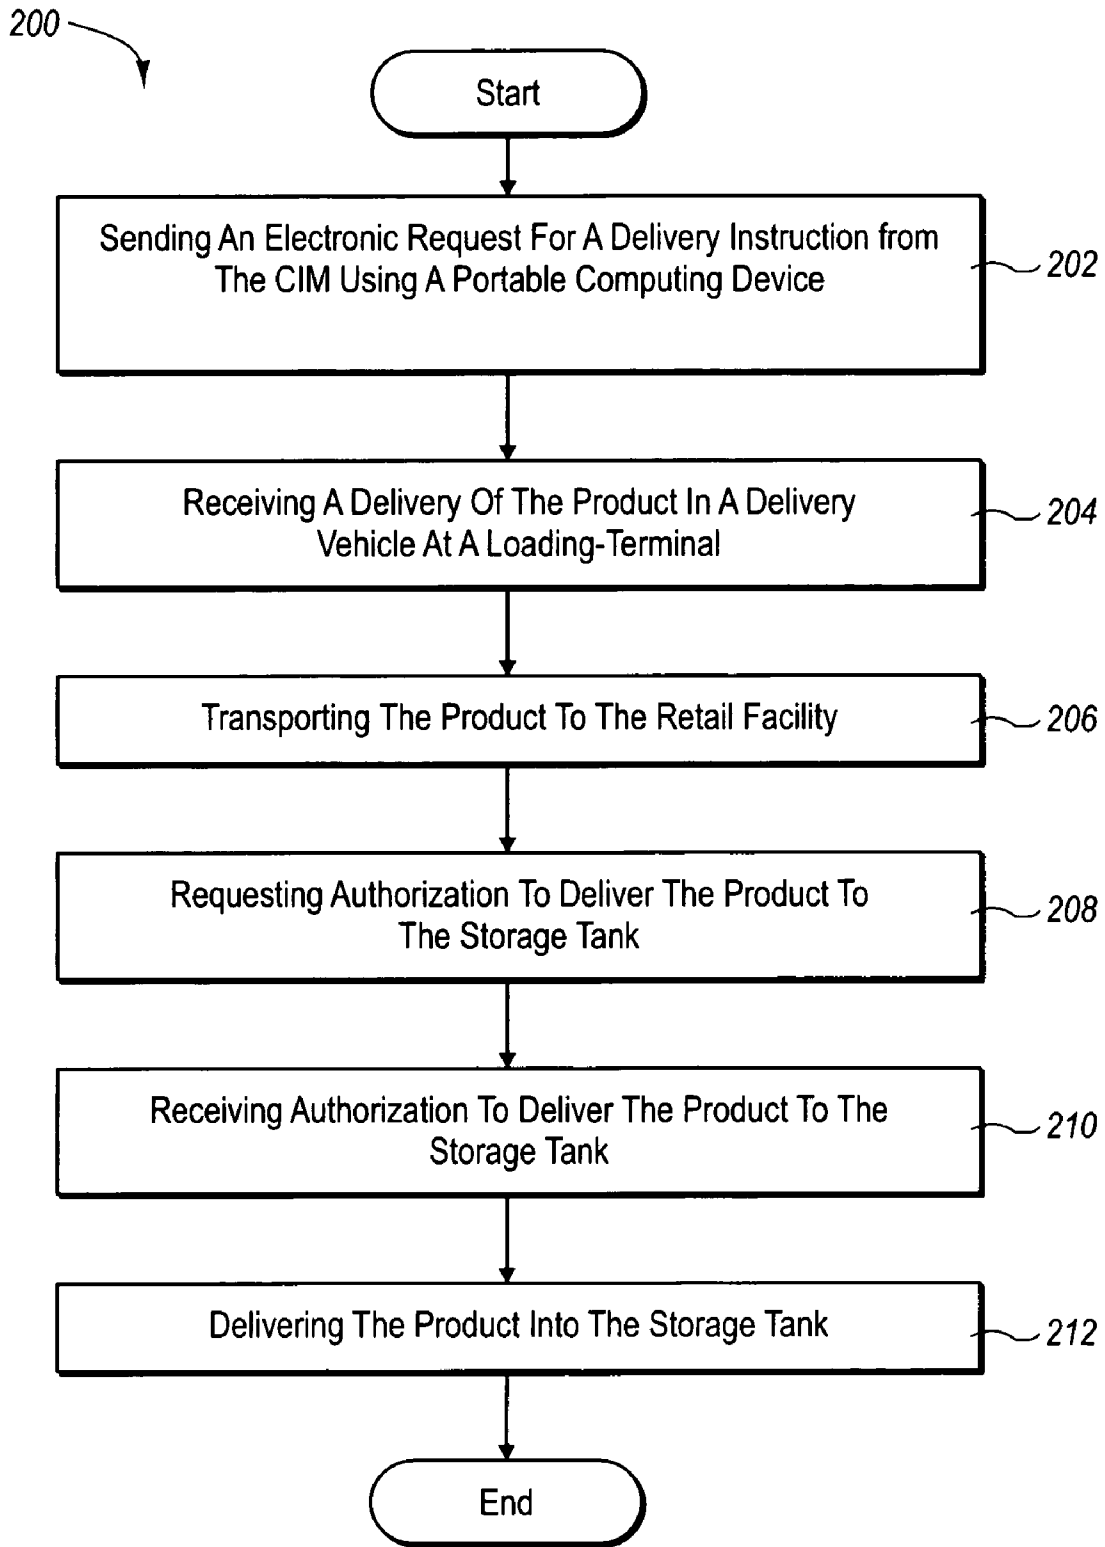 200
Start
Sending An Electronic Request For A Delivery Instruction from
The CIM Using A Portable Computing Device
202
Receiving A Delivery Of The Product In A Delivery
Vehicle At A Loading-Terminal
204
Transporting The Product To The Retail Facility
206
Requesting Authorization To Deliver The Product To
The Storage Tank
208
Receiving Authorization To Deliver The Product To The
Storage Tank
210
Delivering The Product Into The Storage Tank
212
End